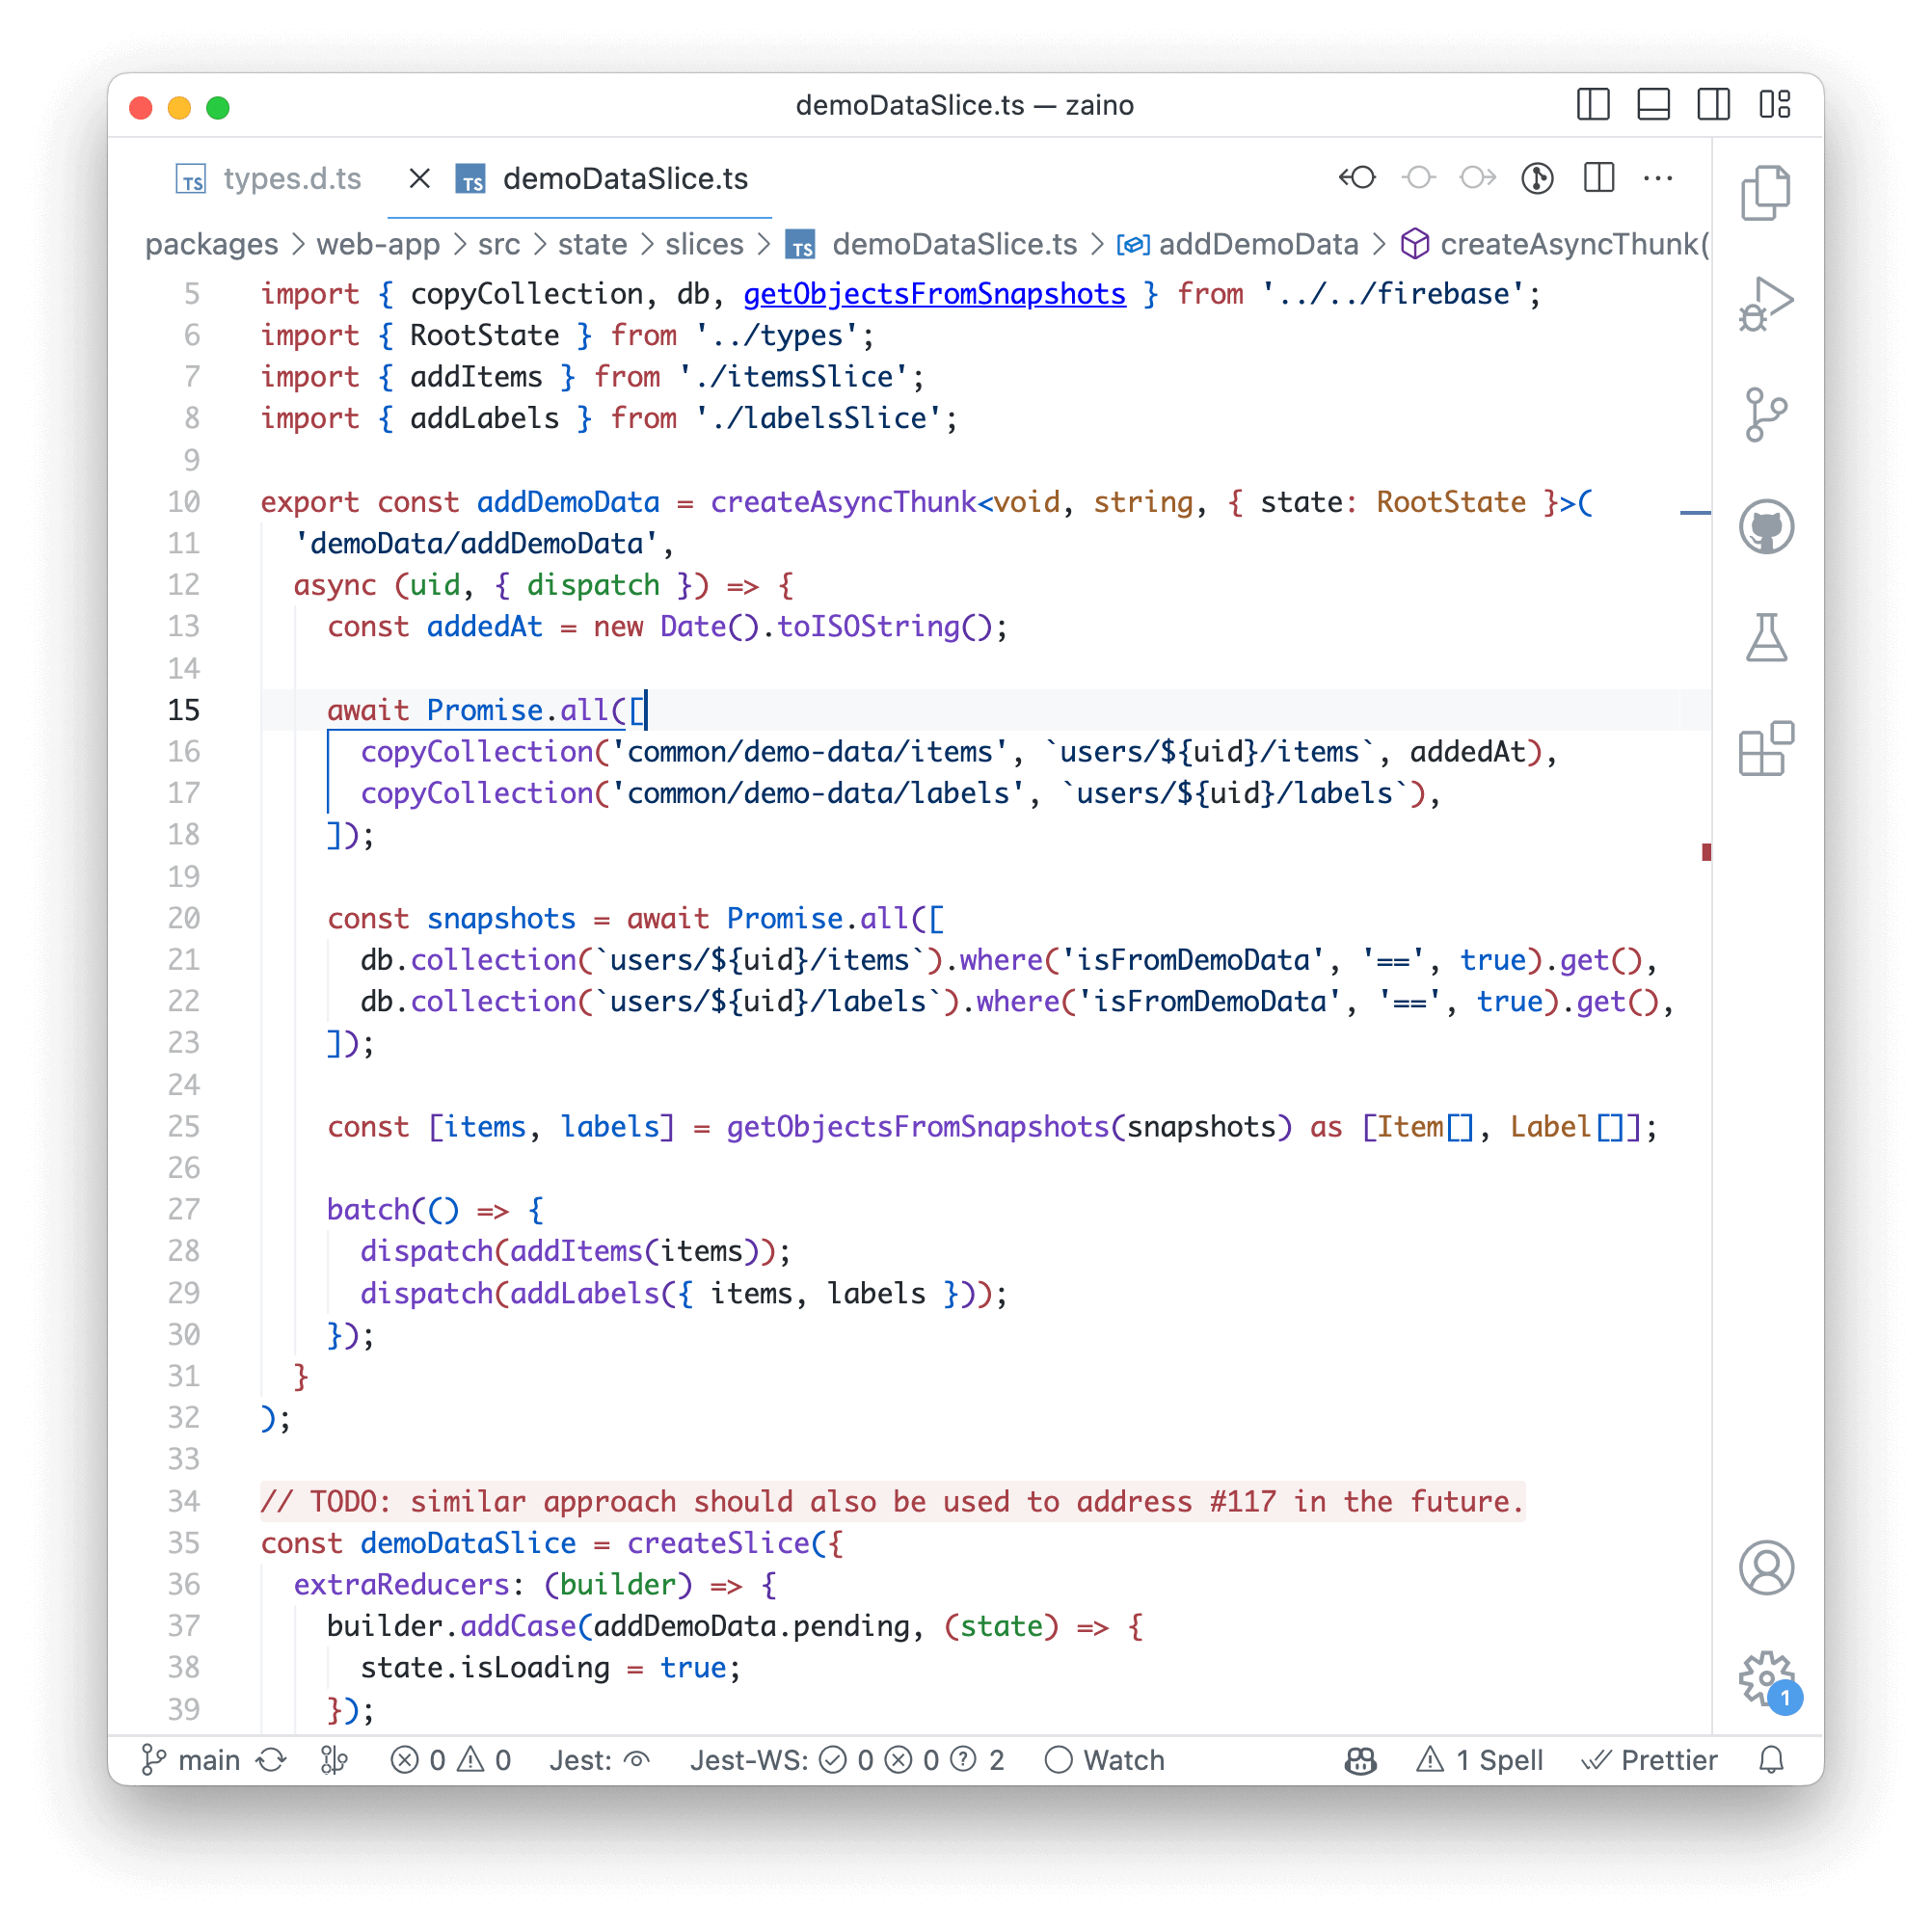 demoDataSlice.ts — zaino
TS types.d.ts TS demoDataSlice.ts
packages > web-app > src > state > slices > TS demoDataSlice.ts > addDemoData > createAsyncThunk(
5 import { copyCollection, db, getObjectsFromSnapshots } from '../../firebase';
6 import { RootState } from '../types';
7 import { addItems } from './itemsSlice';
8 import { addLabels } from './labelsSlice';
9
10 export const addDemoData = createAsyncThunk<void, string, { state: RootState }>(
11   'demoData/addDemoData',
12   async (uid, { dispatch }) => {
13     const addedAt = new Date().toISOString();
14
15     await Promise.all([
16       copyCollection('common/demo-data/items', `users/${uid}/items`, addedAt),
17       copyCollection('common/demo-data/labels', `users/${uid}/labels`),
18     ]);
19
20     const snapshots = await Promise.all([
21       db.collection(`users/${uid}/items`).where('isFromDemoData', '==', true).get(),
22       db.collection(`users/${uid}/labels`).where('isFromDemoData', '==', true).get(),
23     ]);
24
25     const [items, labels] = getObjectsFromSnapshots(snapshots) as [Item[], Label[]];
26
27     batch(() => {
28       dispatch(addItems(items));
29       dispatch(addLabels({ items, labels }));
30     });
31   }
32 );
33
34 // TODO: similar approach should also be used to address #117 in the future.
35 const demoDataSlice = createSlice({
36   extraReducers: (builder) => {
37     builder.addCase(addDemoData.pending, (state) => {
38       state.isLoading = true;
39     });
1
main 0 0 Jest: Jest-WS: 0 0 2 Watch 1 Spell Prettier